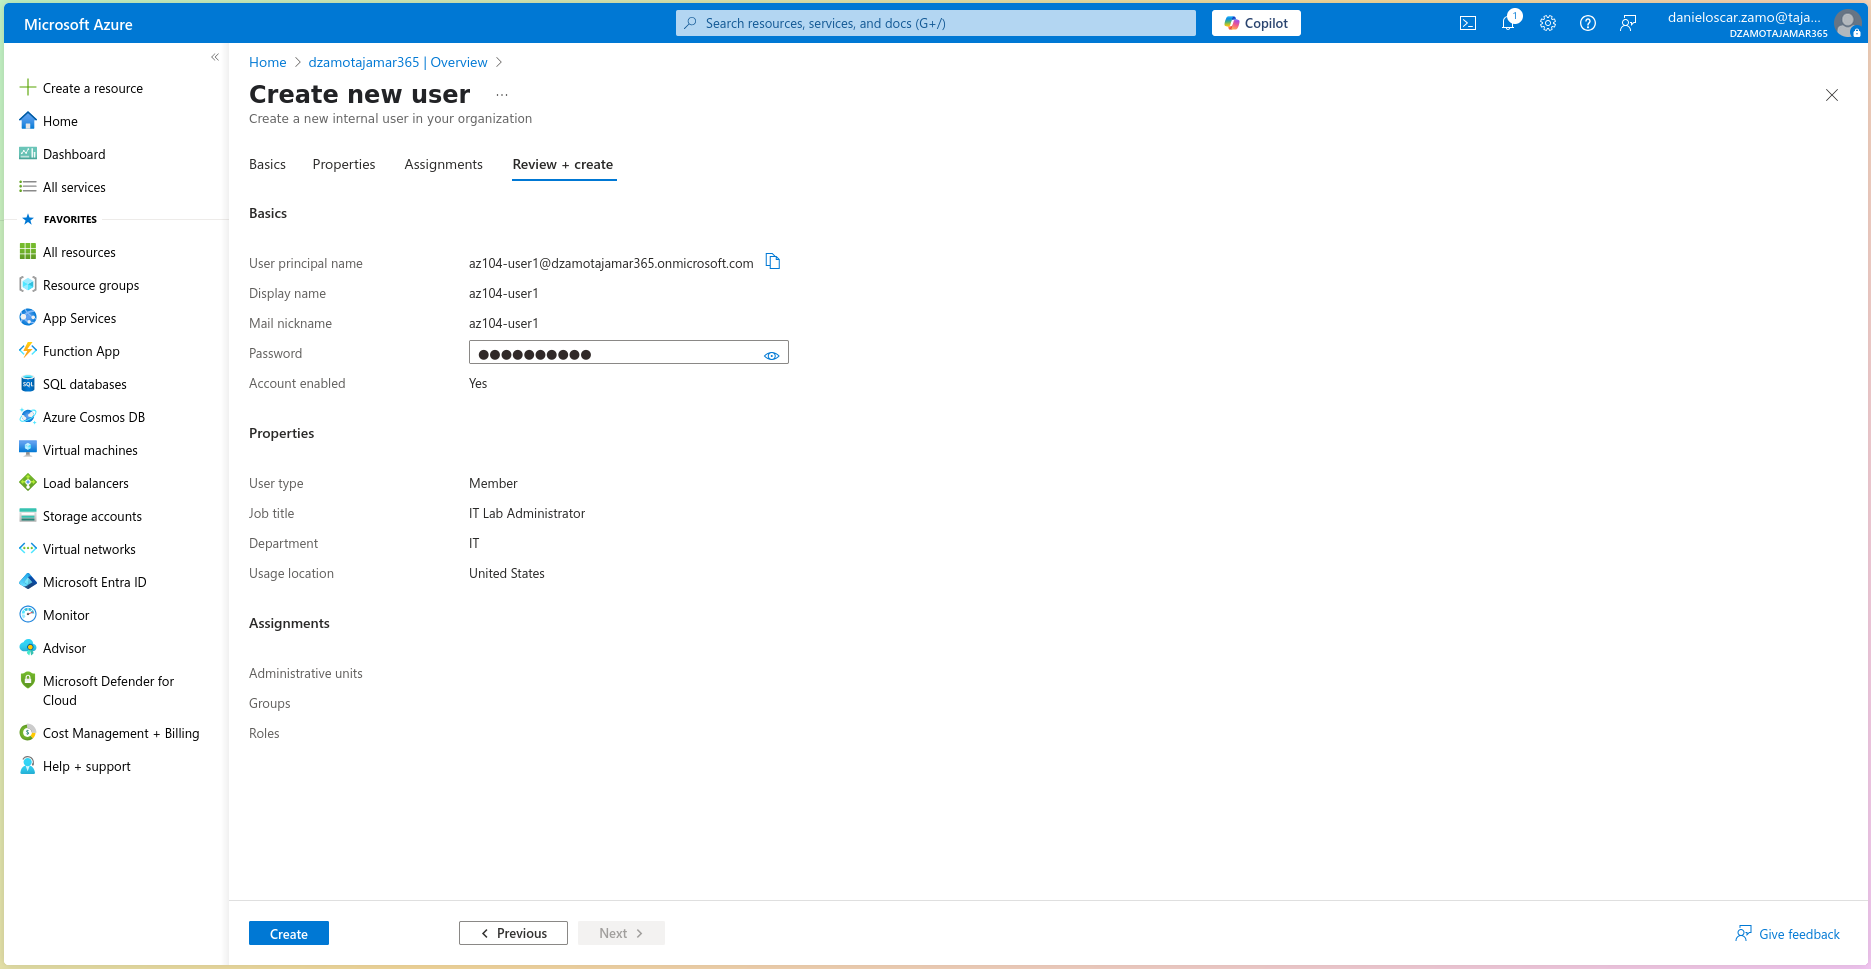 Microsoft Azure
Search resources, services, and docs (G+/)
Copilot
1
danieloscar.zamo@taja...
DZAMOTAJAMAR365
Create a resource
Home
Dashboard
All services
FAVORITES
All resources
Resource groups
App Services
Function App
SQL
SQL databases
Azure Cosmos DB
Virtual machines
Load balancers
Storage accounts
Virtual networks
Microsoft Entra ID
Monitor
Advisor
Microsoft Defender for
Cloud
Cost Management + Billing
Help + support
Home > dzamotajamar365 | Overview >
Create new user ...
Create a new internal user in your organization
Basics Properties Assignments Review + create
Basics
User principal name az104-user1@dzamotajamar365.onmicrosoft.com
Display name az104-user1
Mail nickname az104-user1
Password ●●●●●●●●●●
Account enabled Yes
Properties
User type Member
Job title IT Lab Administrator
Department IT
Usage location United States
Assignments
Administrative units
Groups
Roles
Create < Previous Next > Give feedback